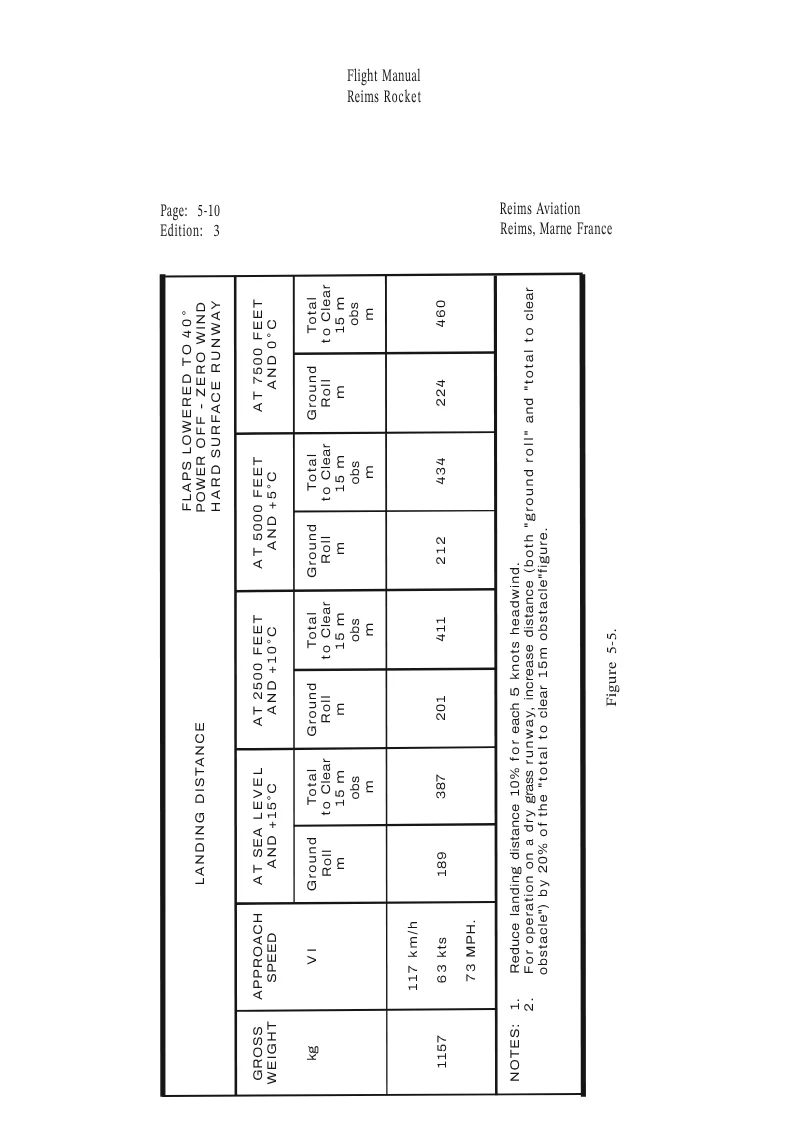 Flight Manual
Reims Rocket
Page: 5-10
Edition: 3
Reims Aviation
Reims, Marne France
LANDING DISTANCE
FLAPS LOWERED TO 40°
POWER OFF - ZERO WIND
HARD SURFACE RUNWAY
GROSS
WEIGHT
kg
APPROACH
SPEED
VI
AT SEA LEVEL
AND +15°C
AT 2500 FEET
AND +10°C
AT 5000 FEET
AND +5°C
AT 7500 FEET
AND 0°C
Ground
Roll
m
Total
to Clear
15 m
obs
m
Ground
Roll
m
Total
to Clear
15 m
obs
m
Ground
Roll
m
Total
to Clear
15 m
obs
m
Ground
Roll
m
Total
to Clear
15 m
obs
m
1157
117 km/h
63 kts
73 MPH.
189
387
201
411
212
434
224
460
NOTES: 1. Reduce landing distance 10% for each 5 knots headwind.
2. For operation on a dry grass runway, increase distance (both "ground roll" and "total to clear
obstacle") by 20% of the "total to clear 15m obstacle"figure.
Figure 5-5.